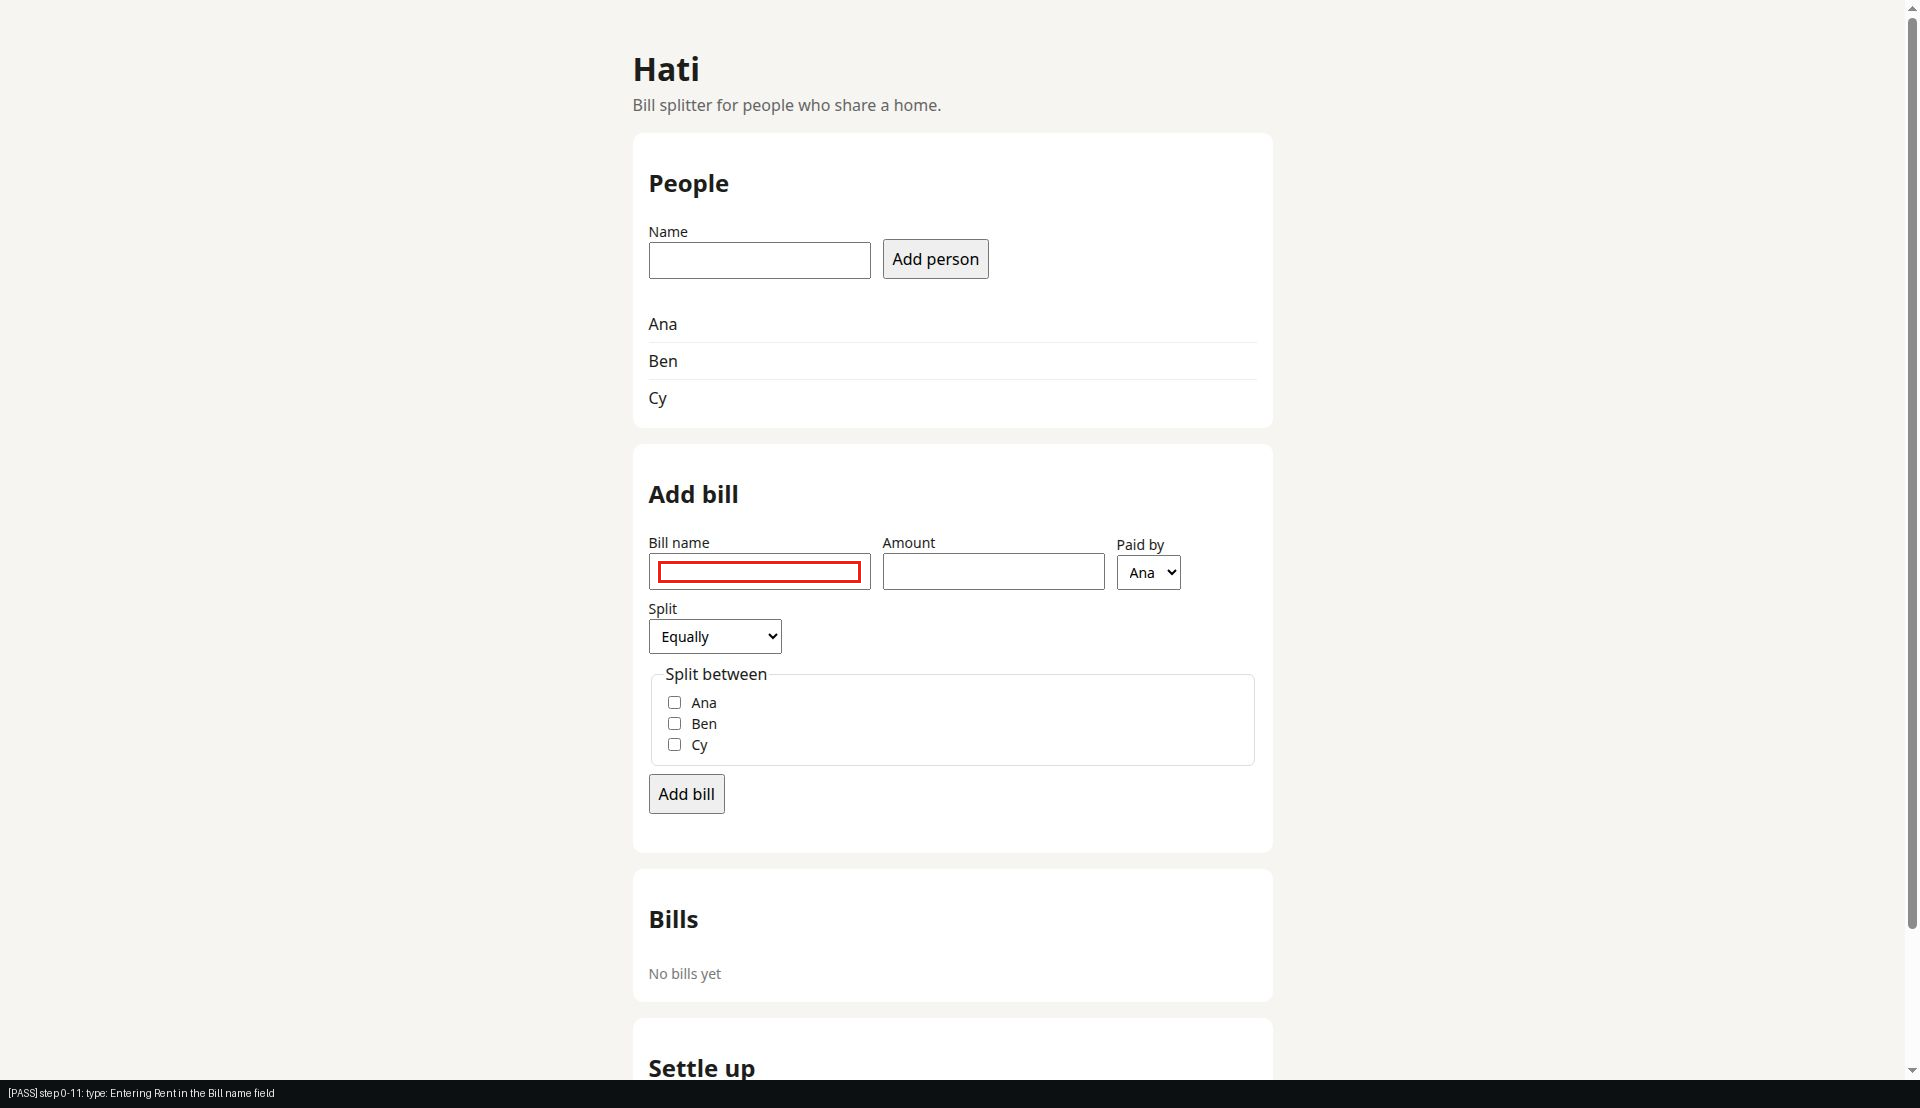 Hati
Bill splitter for people who share a home.
People
Name
Add person
Ana
Ben
Cy
Add bill
Bill name Amount Paid by
Ana
Split
Equally
Split between
Ana
Ben
Cy
Add bill
Bills
No bills yet
Settle up
[PASS] step 0-11: type: Entering Rent in the Bill name field